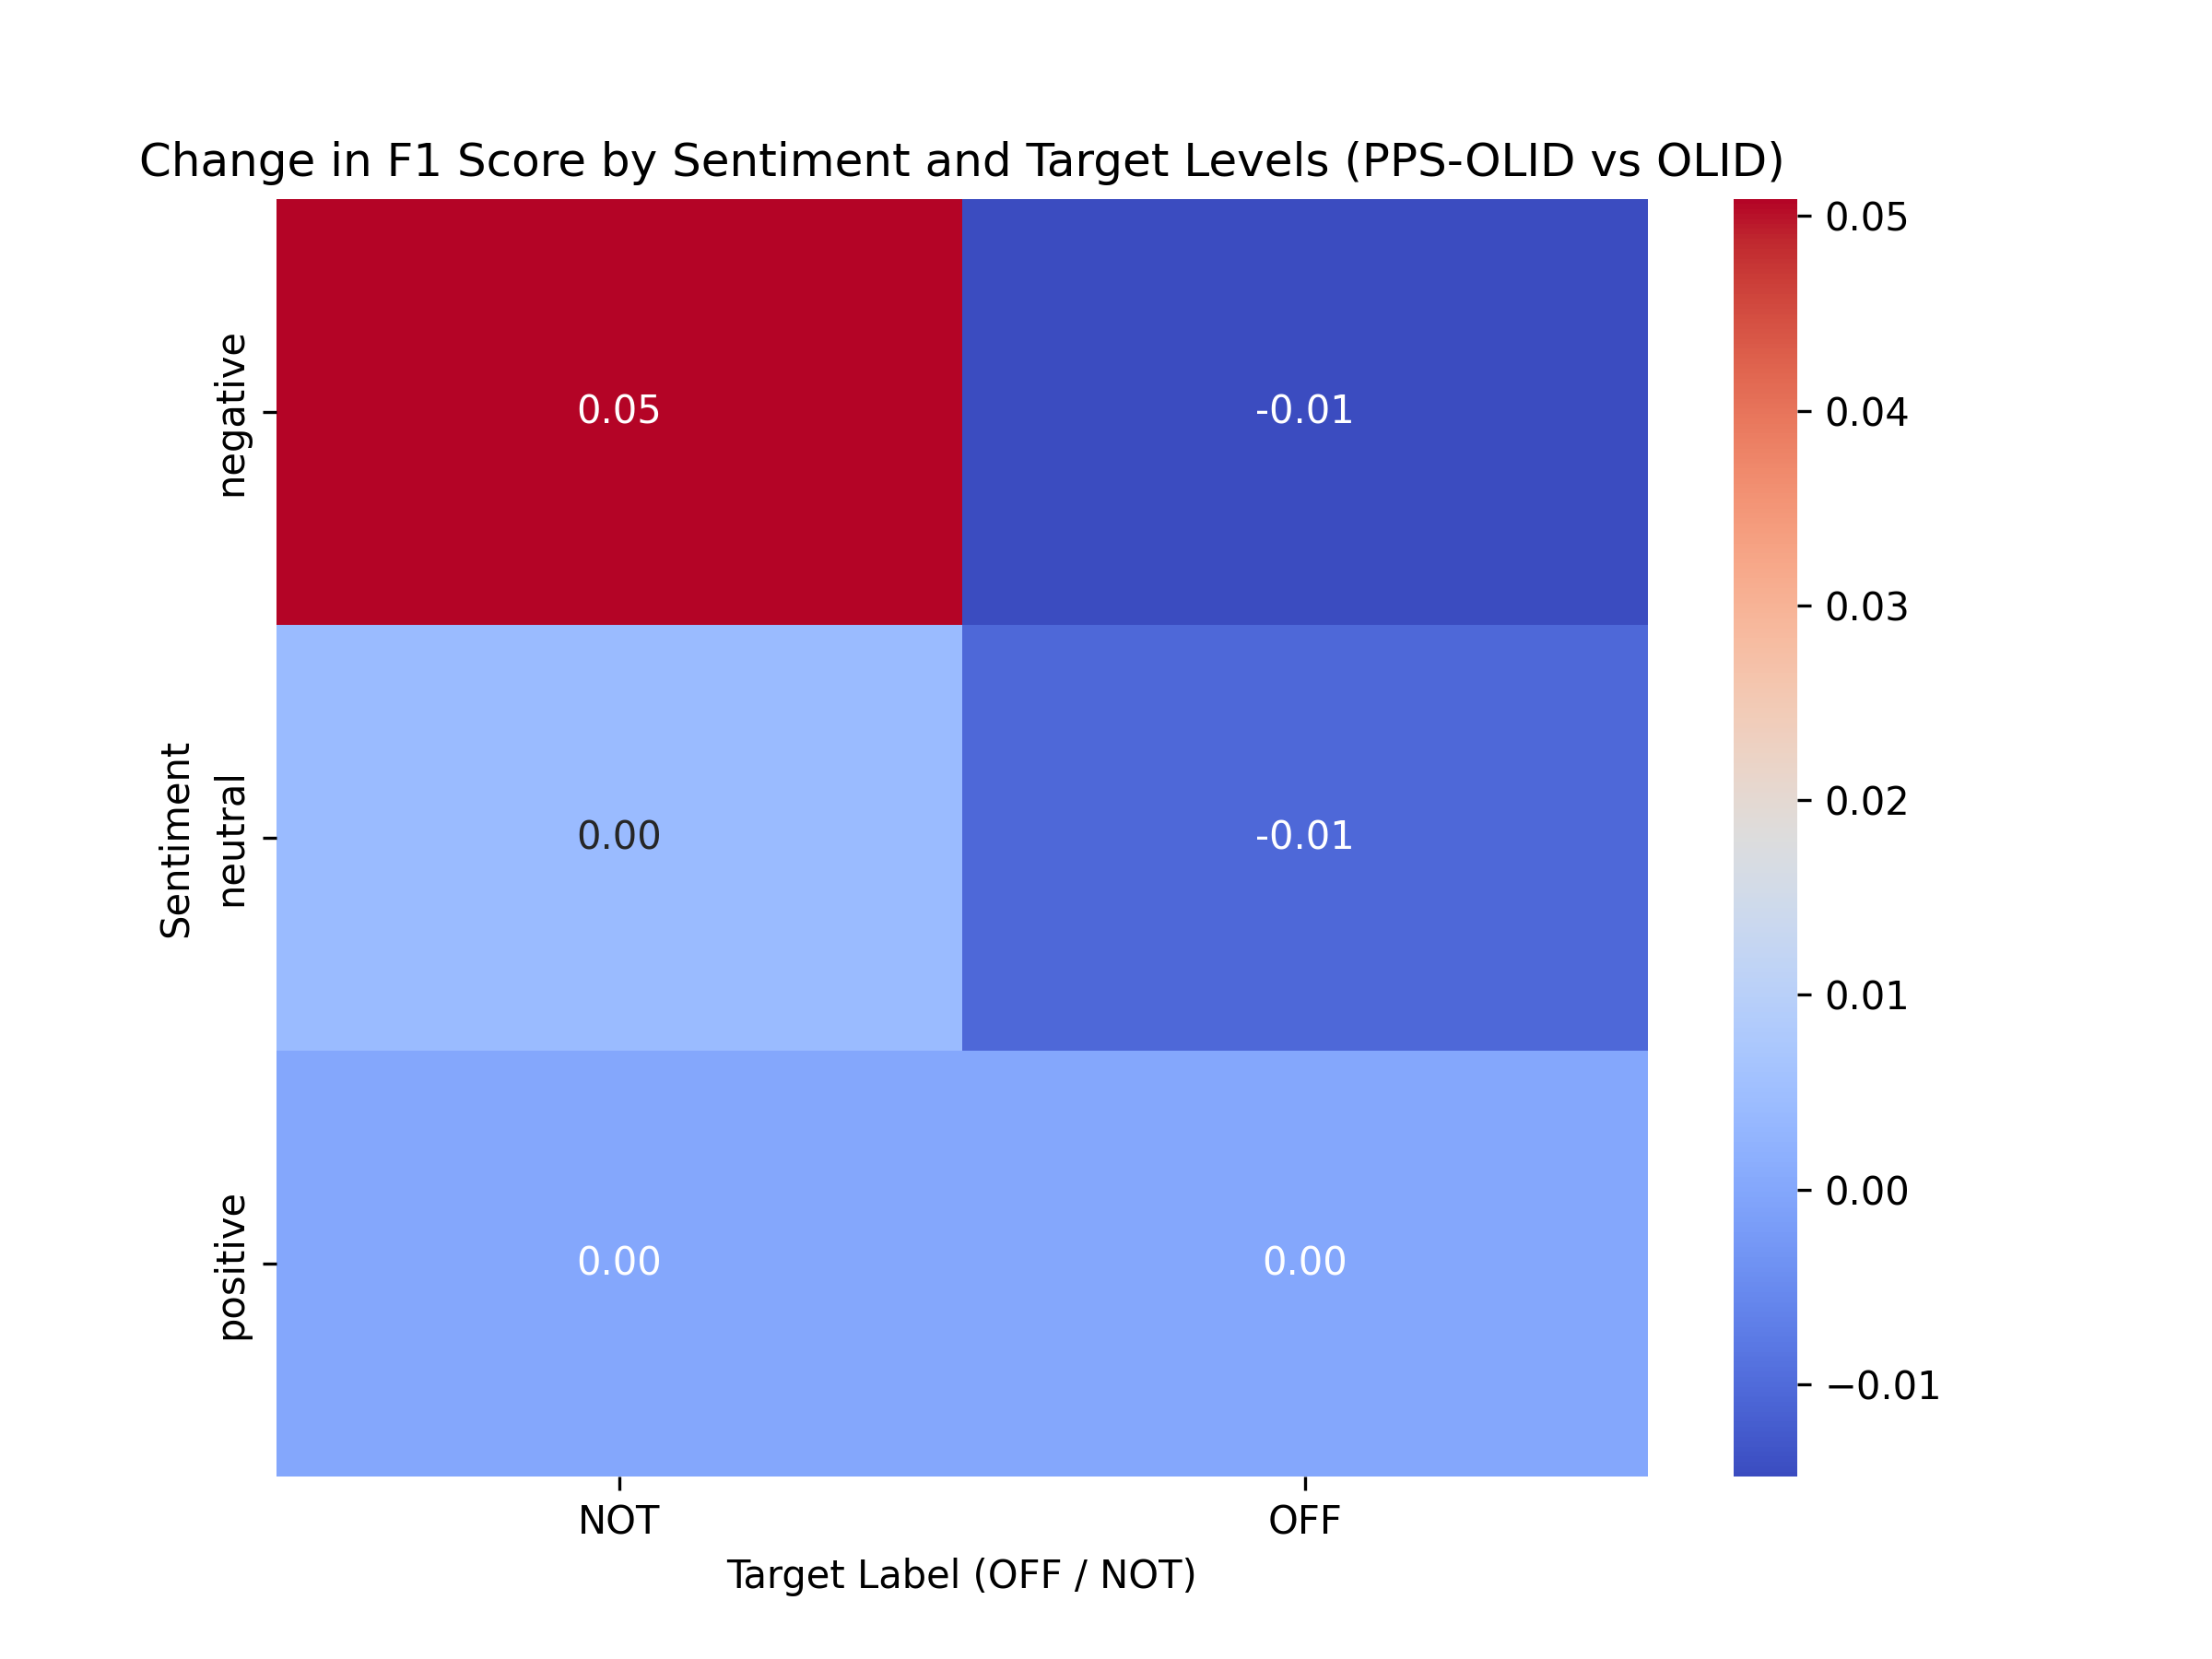 Change in F1 Score by Sentiment and Target Levels (PPS-OLID vs OLID)
0.05
negative
0.05
-0.01
0.04
0.03
Sentiment
neutral
0.00
-0.01
0.02
0.01
positive
0.00
0.00
0.00
−0.01
NOT
OFF
Target Label (OFF / NOT)